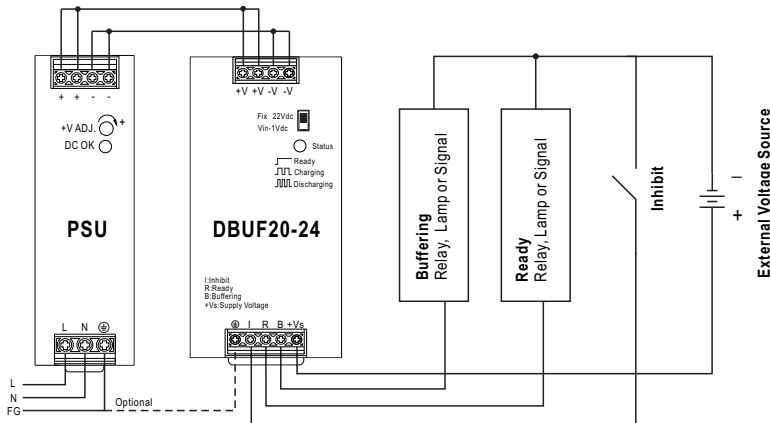 + + - -
+V ADJ. +
DC OK
PSU
L N
L
N
FG
Optional
+V +V -V -V
Fix 22Vdc
Vin-1Vdc
Status
Ready
Charging
Discharging
DBUF20-24
I:Inhibit
R:Ready
B:Buffering
+Vs:Supply Voltage
I R B +Vs
Buffering
Relay, Lamp or Signal
Ready
Relay, Lamp or Signal
Inhibit
− +
External Voltage Source